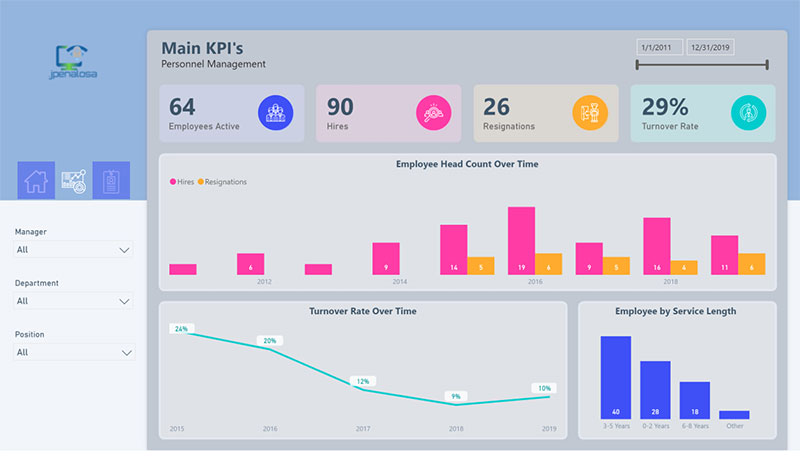 jpenalosa
Main KPI's
Personnel Management
1/1/2011 12/31/2019
64
Employees Active
90
Hires
26
Resignations
29%
Turnover Rate
Manager
All
Department
All
Position
All
Employee Head Count Over Time
Hires Resignations
6 9 14 5 19 6 9 5 16 4 11 6
2012 2014 2016 2018
Turnover Rate Over Time
24% 20% 12% 9% 10%
2015 2016 2017 2018 2019
Employee by Service Length
40 28 18
3-5 Years 0-2 Years 6-8 Years Other